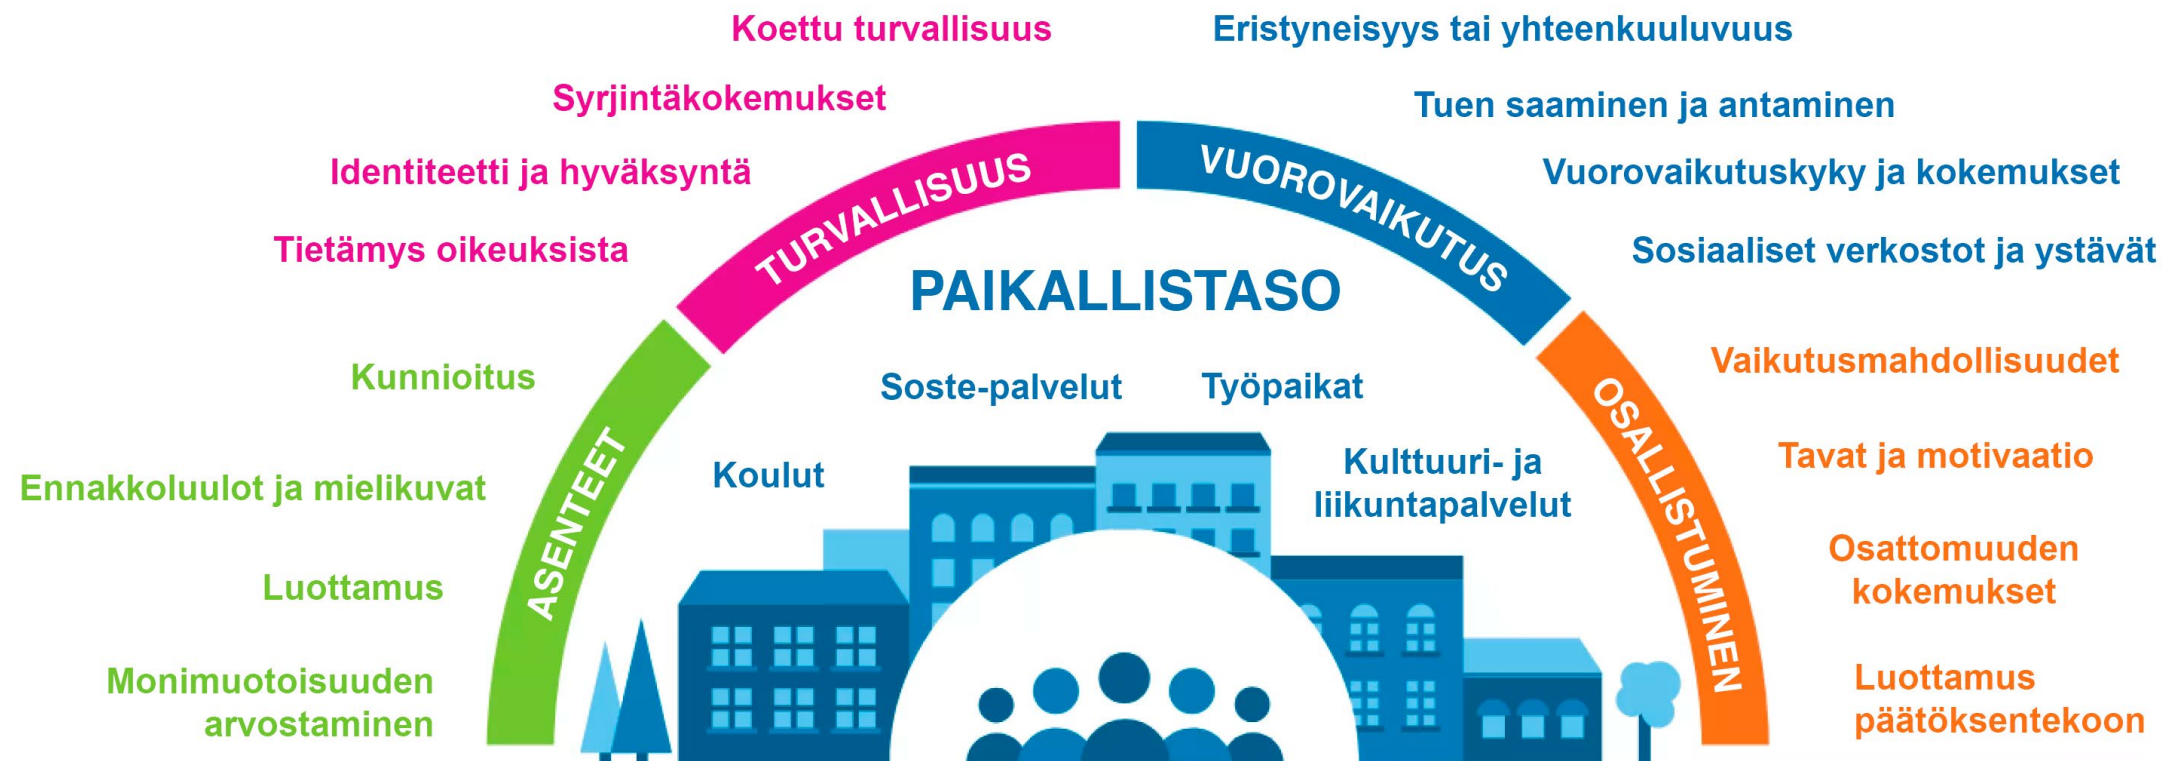 Koettu turvallisuus
Syrjintäkokemukset
Identiteetti ja hyväksyntä
Tietämys oikeuksista
TURVALLISUUS
Eristyneisyys tai yhteenkuuluvuus
Tuen saaminen ja antaminen
Vuorovaikutuskyky ja kokemukset
Sosiaaliset verkostot ja ystävät
VUOROVAIKUTUS
Kunnioitus
Ennakkoluulot ja mielikuvat
Luottamus
Monimuotoisuuden
arvostaminen
ASENTEET
PAIKALLISTASO
Soste-palvelut
Työpaikat
Koulut
Kulttuuri- ja
liikuntapalvelut
OSALLISTUMINEN
Vaikutusmahdollisuudet
Tavat ja motivaatio
Osattomuuden
kokemukset
Luottamus
päätöksentekoon